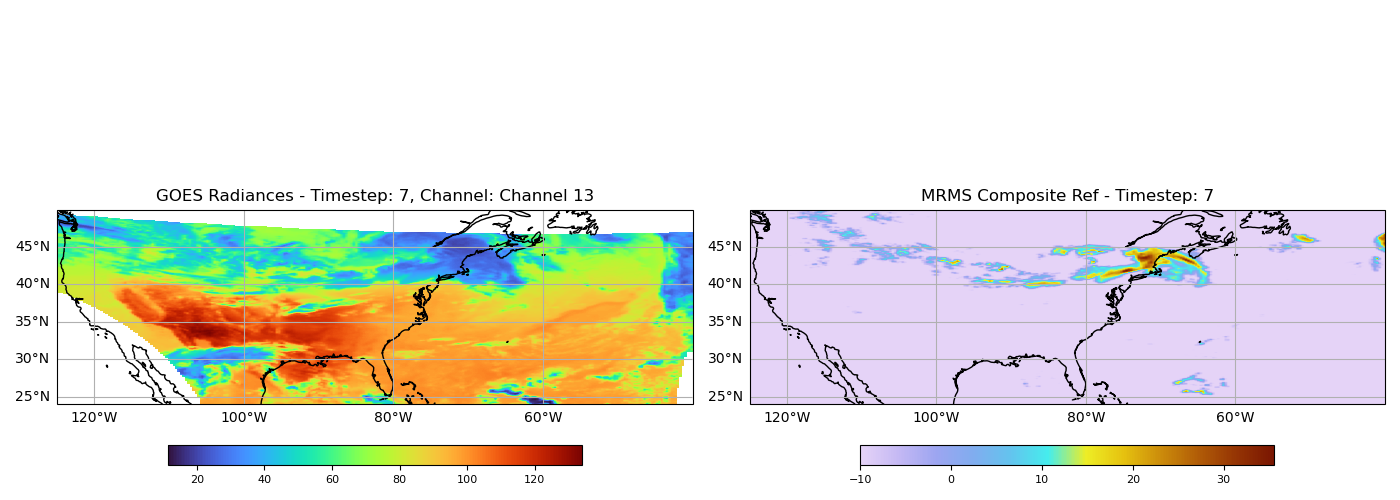 GOES Radiances - Timestep: 7, Channel: Channel 13
45°N
40°N
35°N
30°N
25°N
120°W 100°W 80°W 60°W
20 40 60 80 100 120
MRMS Composite Ref - Timestep: 7
45°N
40°N
35°N
30°N
25°N
120°W 100°W 80°W 60°W
−10 0 10 20 30